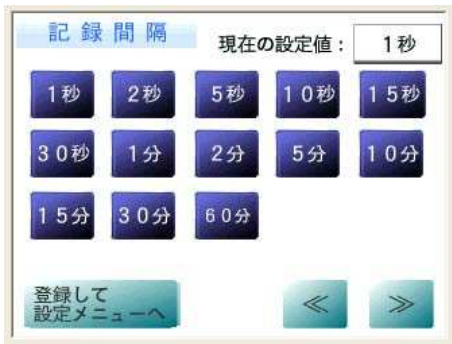 記録間隔 現在の設定値： 1秒
1秒 2秒 5秒 10秒 15秒
30秒 1分 2分 5分 10分
15分 30分 60分
登録して
設定メニューへ ≪ ≫